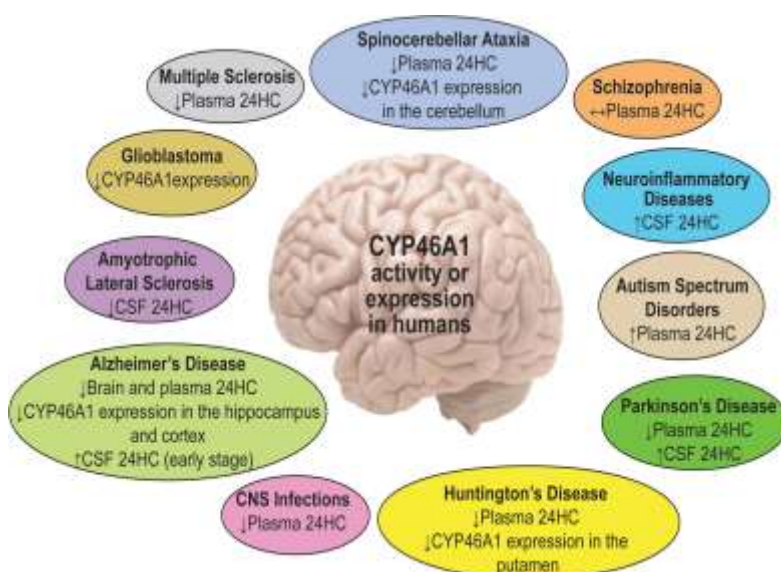 Spinocerebellar Ataxia
↓Plasma 24HC
↓CYP46A1 expression
in the cerebellum
Multiple Sclerosis
↓Plasma 24HC
Schizophrenia
↔Plasma 24HC
Glioblastoma
↓CYP46A1expression
Neuroinflammatory
Diseases
↑CSF 24HC
CYP46A1
activity or
expression
in humans
Amyotrophic
Lateral Sclerosis
↓CSF 24HC
Autism Spectrum
Disorders
↑Plasma 24HC
Alzheimer's Disease
↓Brain and plasma 24HC
↓CYP46A1 expression in the hippocampus
and cortex
↑CSF 24HC (early stage)
Parkinson's Disease
↓Plasma 24HC
↑CSF 24HC
CNS Infections
↓Plasma 24HC
Huntington's Disease
↓Plasma 24HC
↓CYP46A1 expression in the
putamen